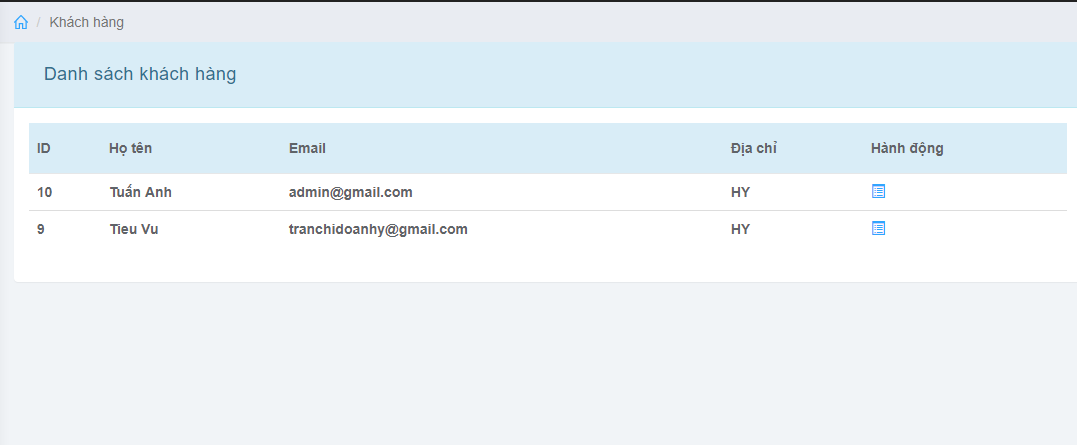 / Khách hàng
Danh sách khách hàng
ID Họ tên Email Địa chỉ Hành động
10 Tuấn Anh admin@gmail.com HY
9 Tieu Vu tranchidoanhy@gmail.com HY